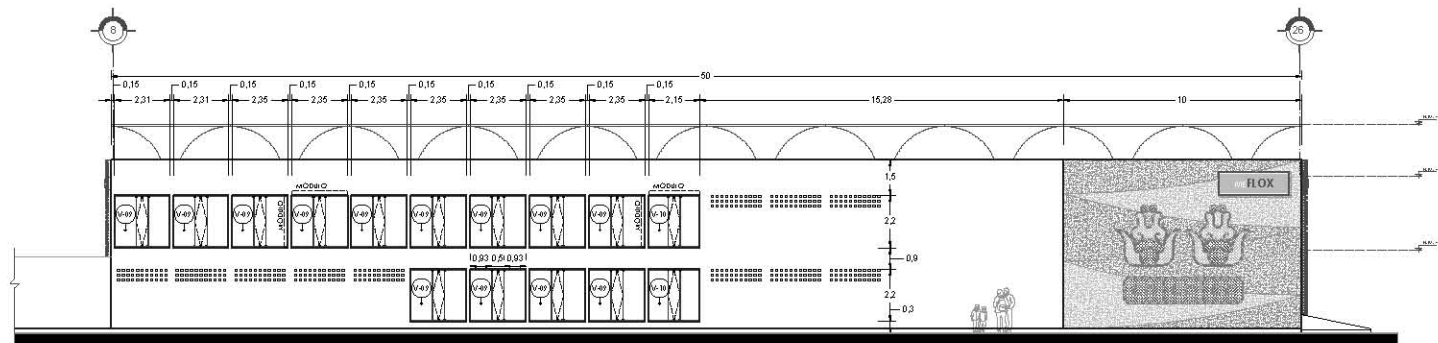 8 26
50
0,15 0,15 0,15 0,15 0,15 0,15 0,15 0,15 0,15
2,31 2,31 2,35 2,35 2,35 2,35 2,35 2,35 2,35 2,15 15,28 10
1,5
MODULO MODULO
FLOX
V-09 V-09 V-09 V-09 V-09 V-09 V-09 V-09 V-09 V-10
MODULO MODULO
2,2
0,93 0,5 0,93
0,9
V-09 V-09 V-09 V-09 V-10
2,2
0,3